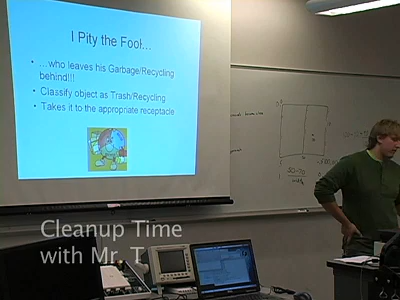 I Pity the Fool...
...who leaves his Garbage/Recycling
behind!!!
Classify object as Trash/Recycling
Takes it to the appropriate receptacle
Cleanup Time
with Mr. T